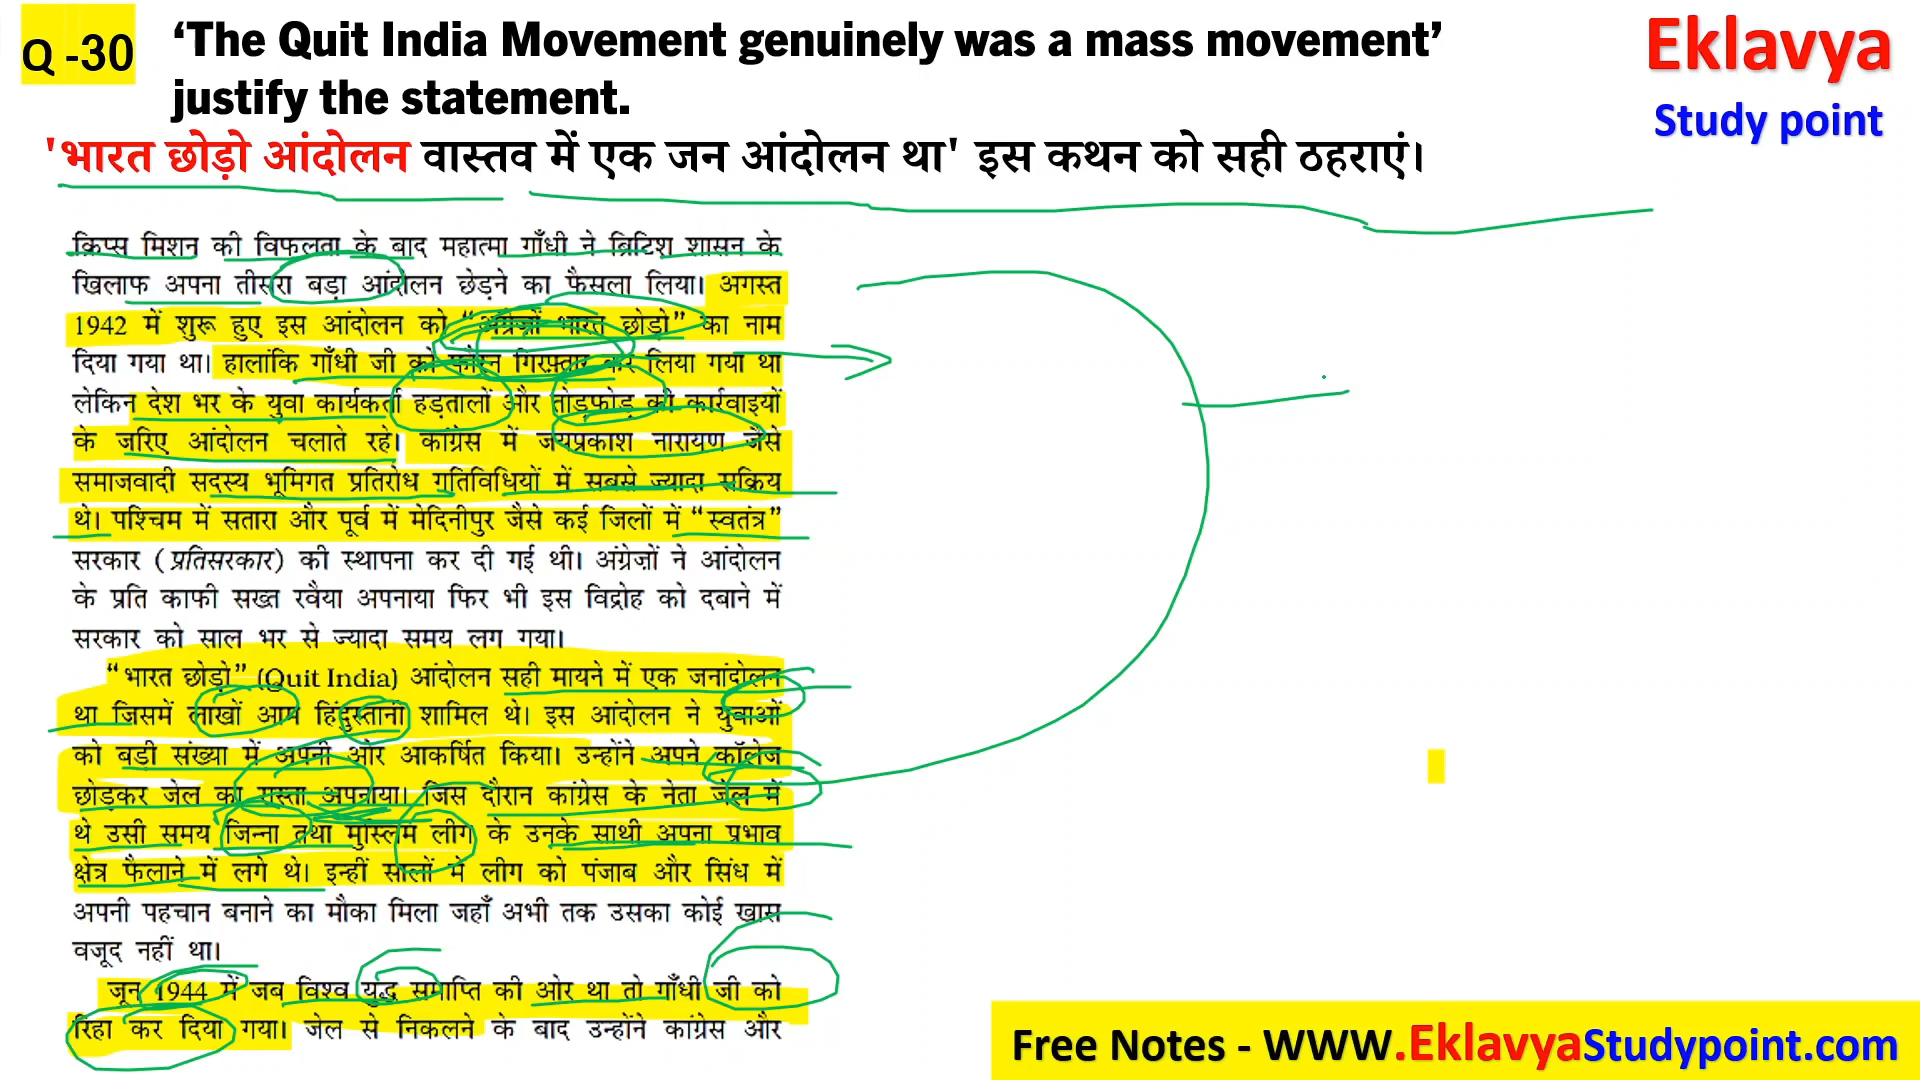 Q -30
‘The Quit India Movement genuinely was a mass movement’
justify the statement.
'भारत छोड़ो आंदोलन वास्तव में एक जन आंदोलन था' इस कथन को सही ठहराएं।
Eklavya
Study point
क्रिप्स मिशन की विफलता के बाद महात्मा गाँधी ने ब्रिटिश शासन के
खिलाफ अपना तीसरा बड़ा आंदोलन छेड़ने का फैसला लिया। अगस्त
1942 में शुरू हुए इस आंदोलन को “अंग्रेजों भारत छोड़ो” का नाम
दिया गया था। हालांकि गाँधी जी को फ़ौरन गिरफ़्तार कर लिया गया था
लेकिन देश भर के युवा कार्यकर्ता हड़तालों और तोड़फोड़ की कार्रवाइयों
के जरिए आंदोलन चलाते रहे। कांग्रेस में जयप्रकाश नारायण जैसे
समाजवादी सदस्य भूमिगत प्रतिरोध गतिविधियों में सबसे ज्यादा सक्रिय
थे। पश्चिम में सतारा और पूर्व में मेदिनीपुर जैसे कई जिलों में “स्वतंत्र”
सरकार (प्रतिसरकार) की स्थापना कर दी गई थी। अंग्रेजों ने आंदोलन
के प्रति काफी सख्त रवैया अपनाया फिर भी इस विद्रोह को दबाने में
सरकार को साल भर से ज्यादा समय लग गया।
“भारत छोड़ो” (Quit India) आंदोलन सही मायने में एक जनांदोलन
था जिसमें लाखों आम हिंदुस्तानी शामिल थे। इस आंदोलन ने युवाओं
को बड़ी संख्या में अपनी ओर आकर्षित किया। उन्होंने अपने कॉलेज
छोड़कर जेल का रास्ता अपनाया। जिस दौरान कांग्रेस के नेता जेल में
थे उसी समय जिन्ना तथा मुस्लिम लीग के उनके साथी अपना प्रभाव
क्षेत्र फैलाने में लगे थे। इन्हीं सालों में लीग को पंजाब और सिंध में
अपनी पहचान बनाने का मौका मिला जहाँ अभी तक उसका कोई खास
वजूद नहीं था।
जून 1944 में जब विश्व युद्ध समाप्ति की ओर था तो गाँधी जी को
रिहा कर दिया गया। जेल से निकलने के बाद उन्होंने कांग्रेस और
Free Notes - WWW.EklavyaStudypoint.com